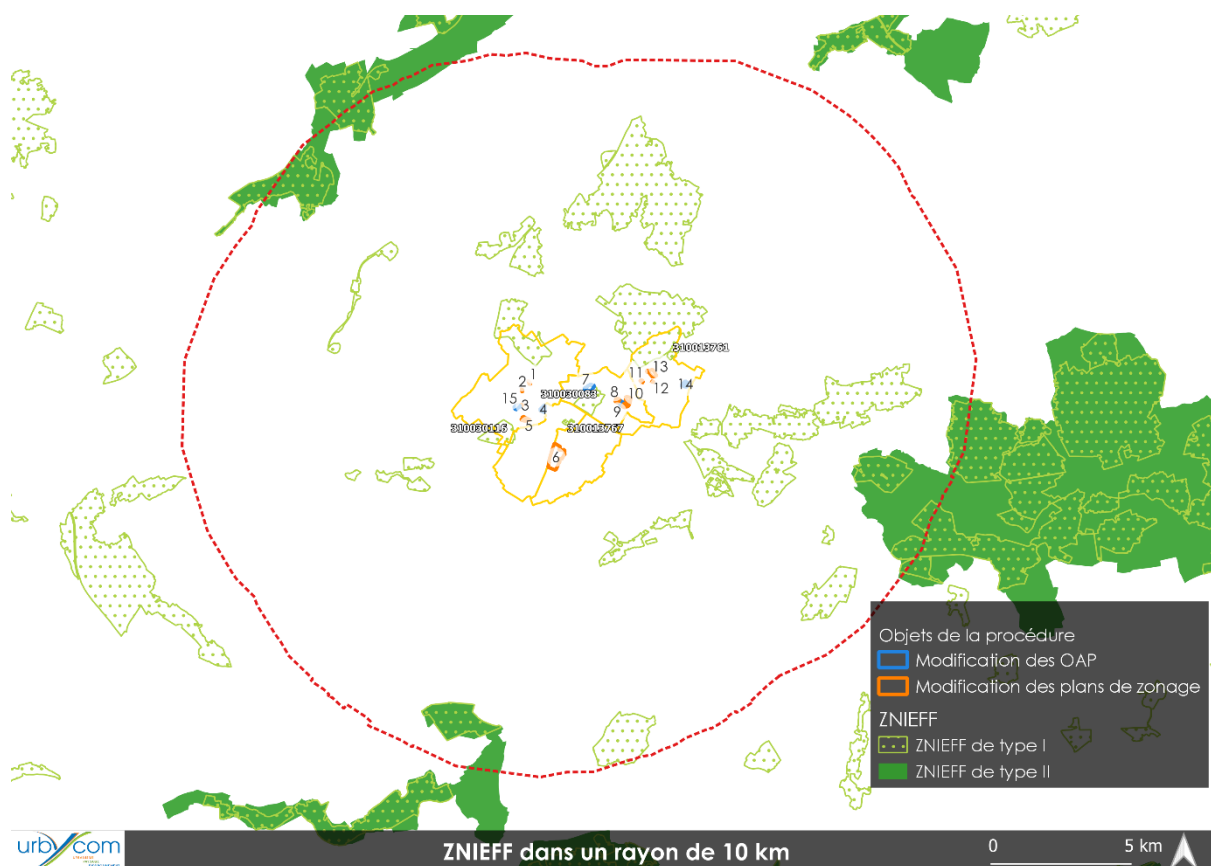 310013761
1
2
7
11
13
12
14
15
3
4
310030083
8
10
9
5
310030116
310013767
6
Objets de la procédure
Modification des OAP
Modification des plans de zonage
ZNIEFF
ZNIEFF de type I
ZNIEFF de type II
urbycom
ZNIEFF dans un rayon de 10 km
0 5 km